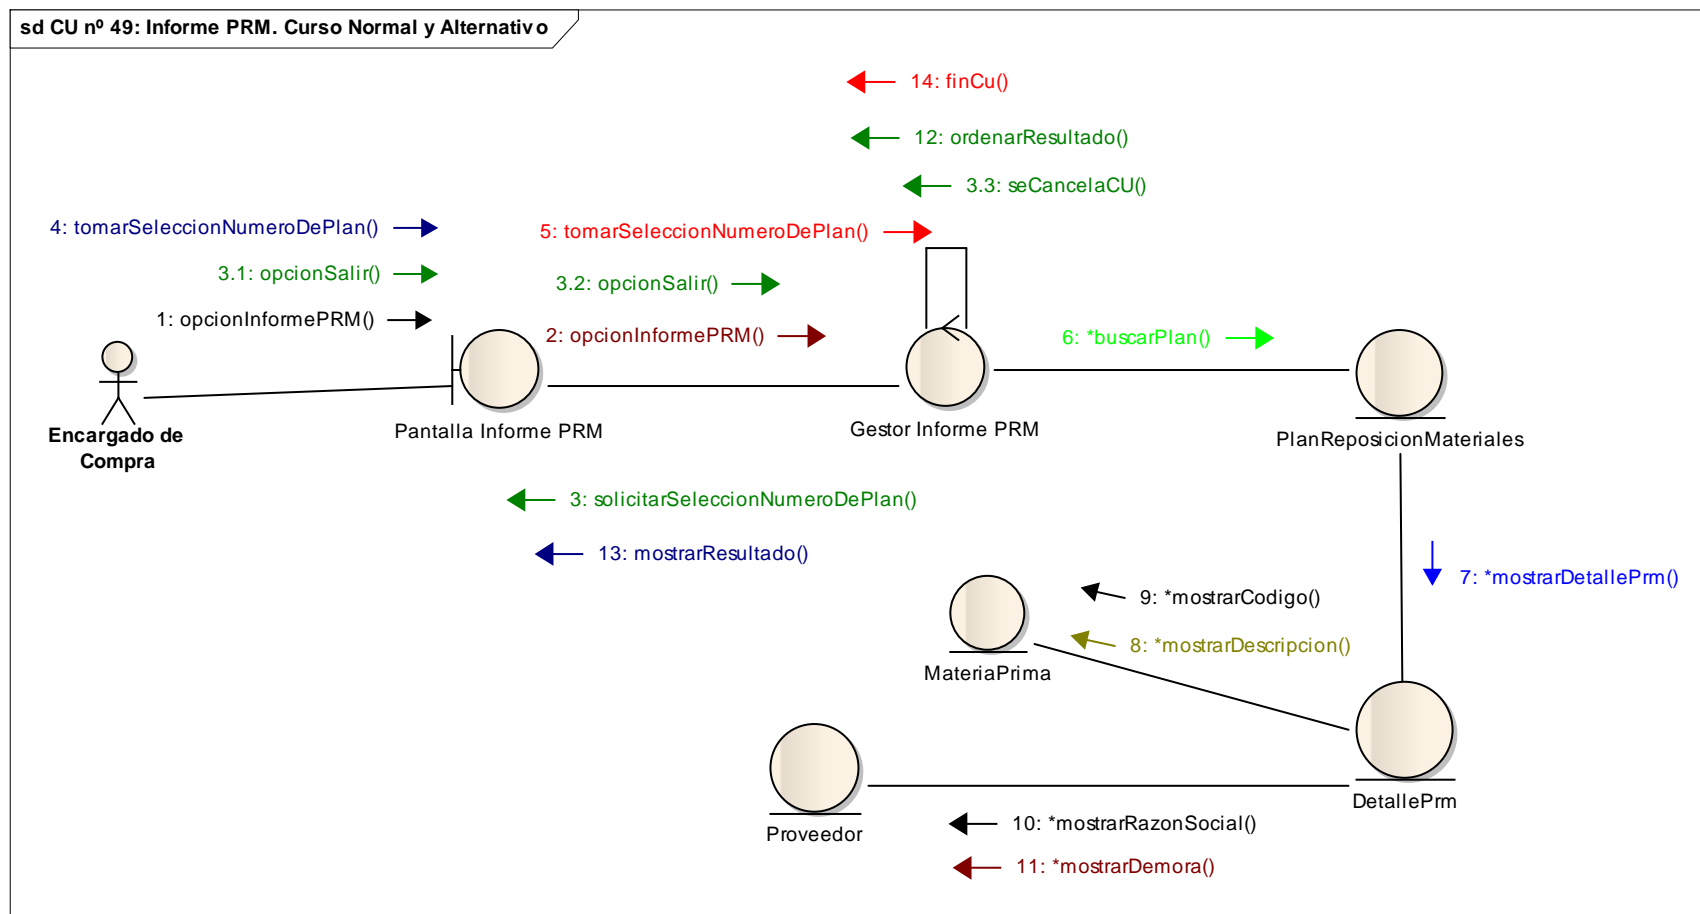 sd CU nº 49: Informe PRM. Curso Normal y Alternativo
14: finCu()
12: ordenarResultado()
3.3: seCancelaCU()
4: tomarSeleccionNumeroDePlan()
5: tomarSeleccionNumeroDePlan()
3.1: opcionSalir()
3.2: opcionSalir()
1: opcionInformePRM()
2: opcionInformePRM()
6: *buscarPlan()
Encargado de
Compra
Pantalla Informe PRM
Gestor Informe PRM
PlanReposicionMateriales
3: solicitarSeleccionNumeroDePlan()
13: mostrarResultado()
7: *mostrarDetallePrm()
9: *mostrarCodigo()
8: *mostrarDescripcion()
MateriaPrima
DetallePrm
Proveedor
10: *mostrarRazonSocial()
11: *mostrarDemora()